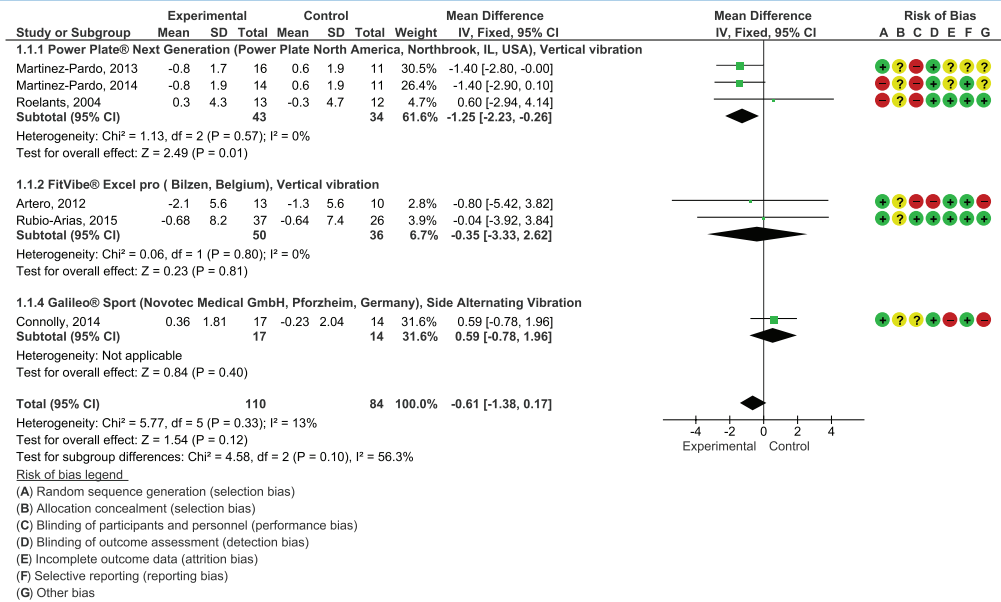 Experimental Control Mean Difference Mean Difference Risk of Bias
Study or Subgroup Mean SD Total Mean SD Total Weight IV, Fixed, 95% CI IV, Fixed, 95% CI A B C D E F G
1.1.1 Power Plate® Next Generation (Power Plate North America, Northbrook, IL, USA), Vertical vibration
Martinez-Pardo, 2013 -0.8 1.7 16 0.6 1.9 11 30.5% -1.40 [-2.80, -0.00] + ? − + ? ? ?
Martinez-Pardo, 2014 -0.8 1.9 14 0.6 1.9 11 26.4% -1.40 [-2.90, 0.10] − ? − + ? + ?
Roelants, 2004 0.3 4.3 13 -0.3 4.7 12 4.7% 0.60 [-2.94, 4.14] − ? − + + + +
Subtotal (95% CI) 43 34 61.6% -1.25 [-2.23, -0.26]
Heterogeneity: Chi² = 1.13, df = 2 (P = 0.57); I² = 0%
Test for overall effect: Z = 2.49 (P = 0.01)
1.1.2 FitVibe® Excel pro ( Bilzen, Belgium), Vertical vibration
Artero, 2012 -2.1 5.6 13 -1.3 5.6 10 2.8% -0.80 [-5.42, 3.82] + ? − − + + −
Rubio-Arias, 2015 -0.68 8.2 37 -0.64 7.4 26 3.9% -0.04 [-3.92, 3.84] + ? + + + + +
Subtotal (95% CI) 50 36 6.7% -0.35 [-3.33, 2.62]
Heterogeneity: Chi² = 0.06, df = 1 (P = 0.80); I² = 0%
Test for overall effect: Z = 0.23 (P = 0.81)
1.1.4 Galileo® Sport (Novotec Medical GmbH, Pforzheim, Germany), Side Alternating Vibration
Connolly, 2014 0.36 1.81 17 -0.23 2.04 14 31.6% 0.59 [-0.78, 1.96] + ? ? + − + −
Subtotal (95% CI) 17 14 31.6% 0.59 [-0.78, 1.96]
Heterogeneity: Not applicable
Test for overall effect: Z = 0.84 (P = 0.40)
Total (95% CI) 110 84 100.0% -0.61 [-1.38, 0.17]
Heterogeneity: Chi² = 5.77, df = 5 (P = 0.33); I² = 13%
Test for overall effect: Z = 1.54 (P = 0.12)
Test for subgroup differences: Chi² = 4.58, df = 2 (P = 0.10), I² = 56.3%
-4 -2 0 2 4
Experimental Control
Risk of bias legend
(A) Random sequence generation (selection bias)
(B) Allocation concealment (selection bias)
(C) Blinding of participants and personnel (performance bias)
(D) Blinding of outcome assessment (detection bias)
(E) Incomplete outcome data (attrition bias)
(F) Selective reporting (reporting bias)
(G) Other bias